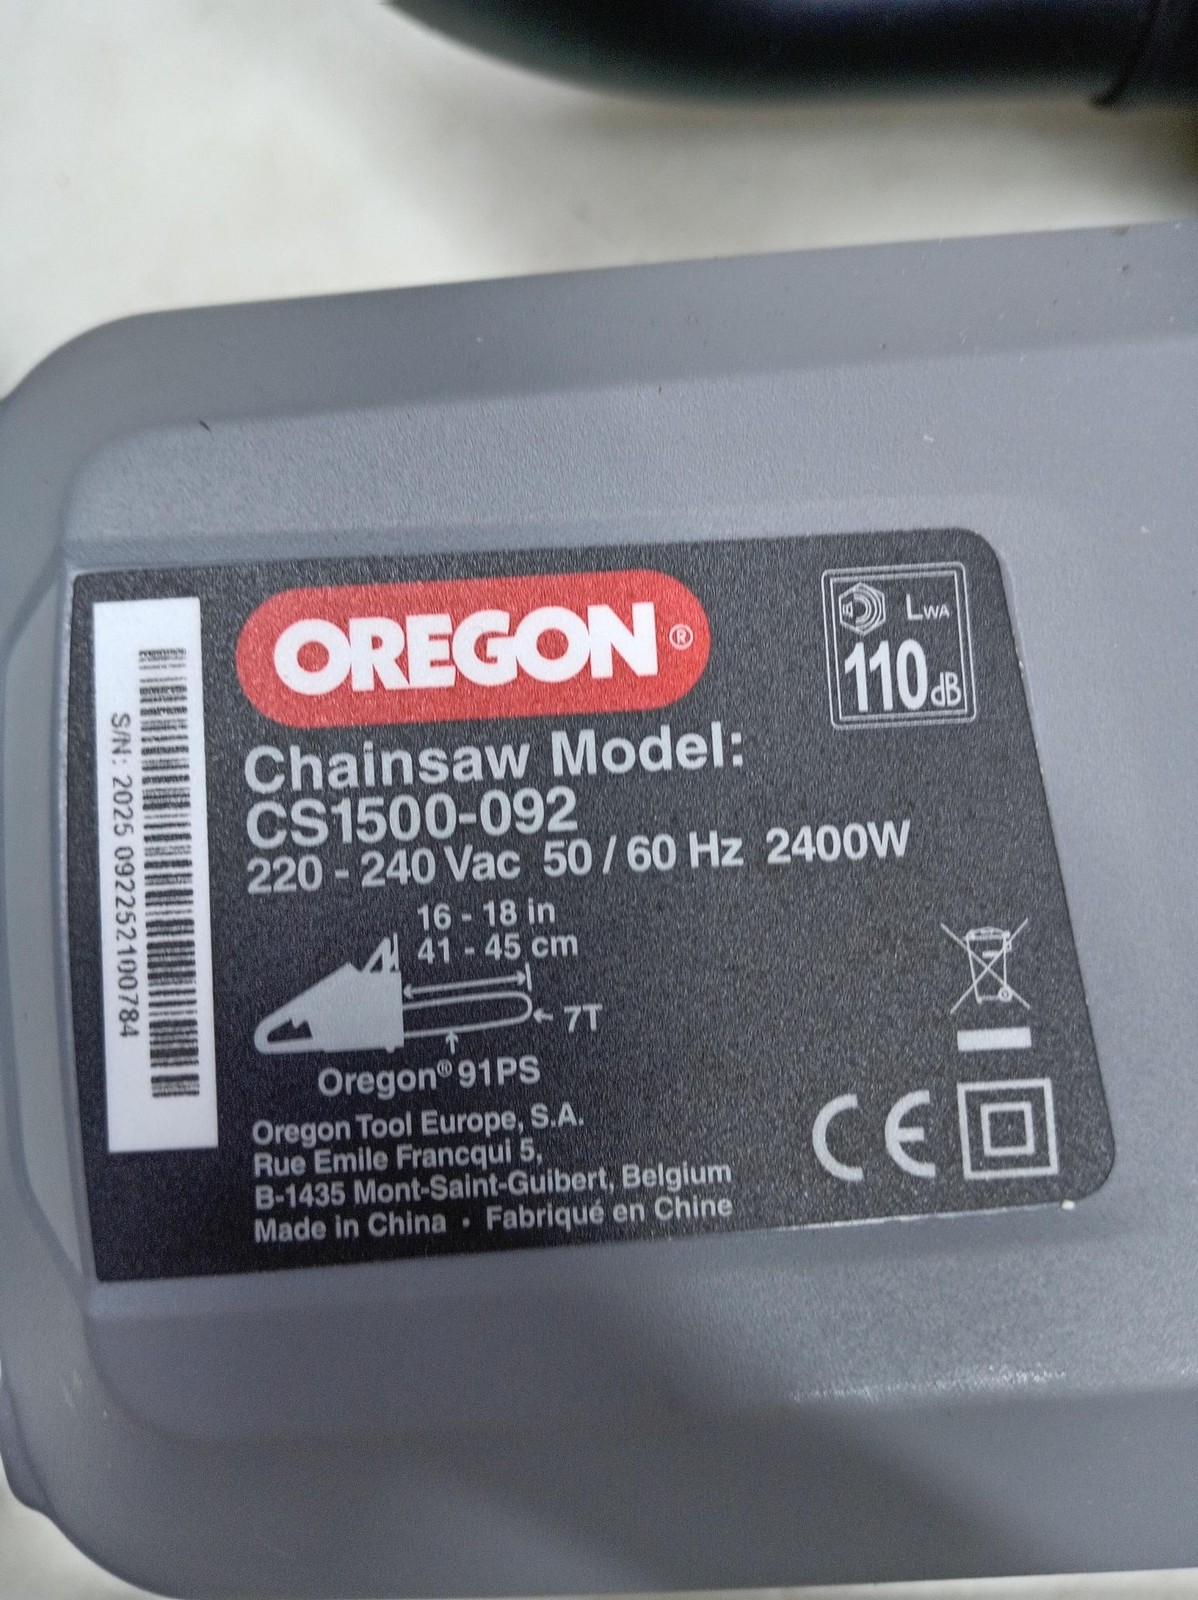 OREGON®
LWA
110dB
Chainsaw Model:
CS1500-092
220 - 240 Vac 50 / 60 Hz 2400W
16 - 18 in
41 - 45 cm
7T
Oregon® 91PS
Oregon Tool Europe, S.A.
Rue Emile Francqui 5,
B-1435 Mont-Saint-Guibert, Belgium
Made in China • Fabriqué en Chine
CE
S/N: 2025 092252100784